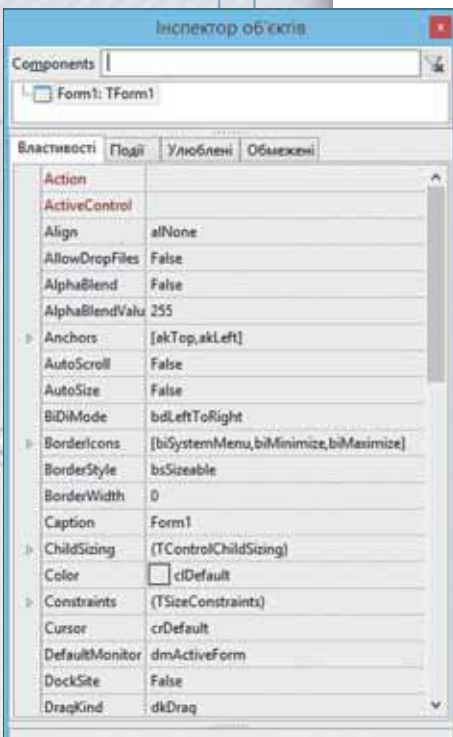 Інспектор об'єктів
Components
Form1: TForm1
Властивості Події Улюблені Обмежені
Action
ActiveControl
Align alNone
AllowDropFiles False
AlphaBlend False
AlphaBlendValu 255
Anchors [akTop,akLeft]
AutoScroll False
AutoSize False
BiDiMode bdLeftToRight
BorderIcons [biSystemMenu,biMinimize,biMaximize]
BorderStyle bsSizeable
BorderWidth 0
Caption Form1
ChildSizing (TControlChildSizing)
Color clDefault
Constraints (TSizeConstraints)
Cursor crDefault
DefaultMonitor dmActiveForm
DockSite False
DragKind dkDrag